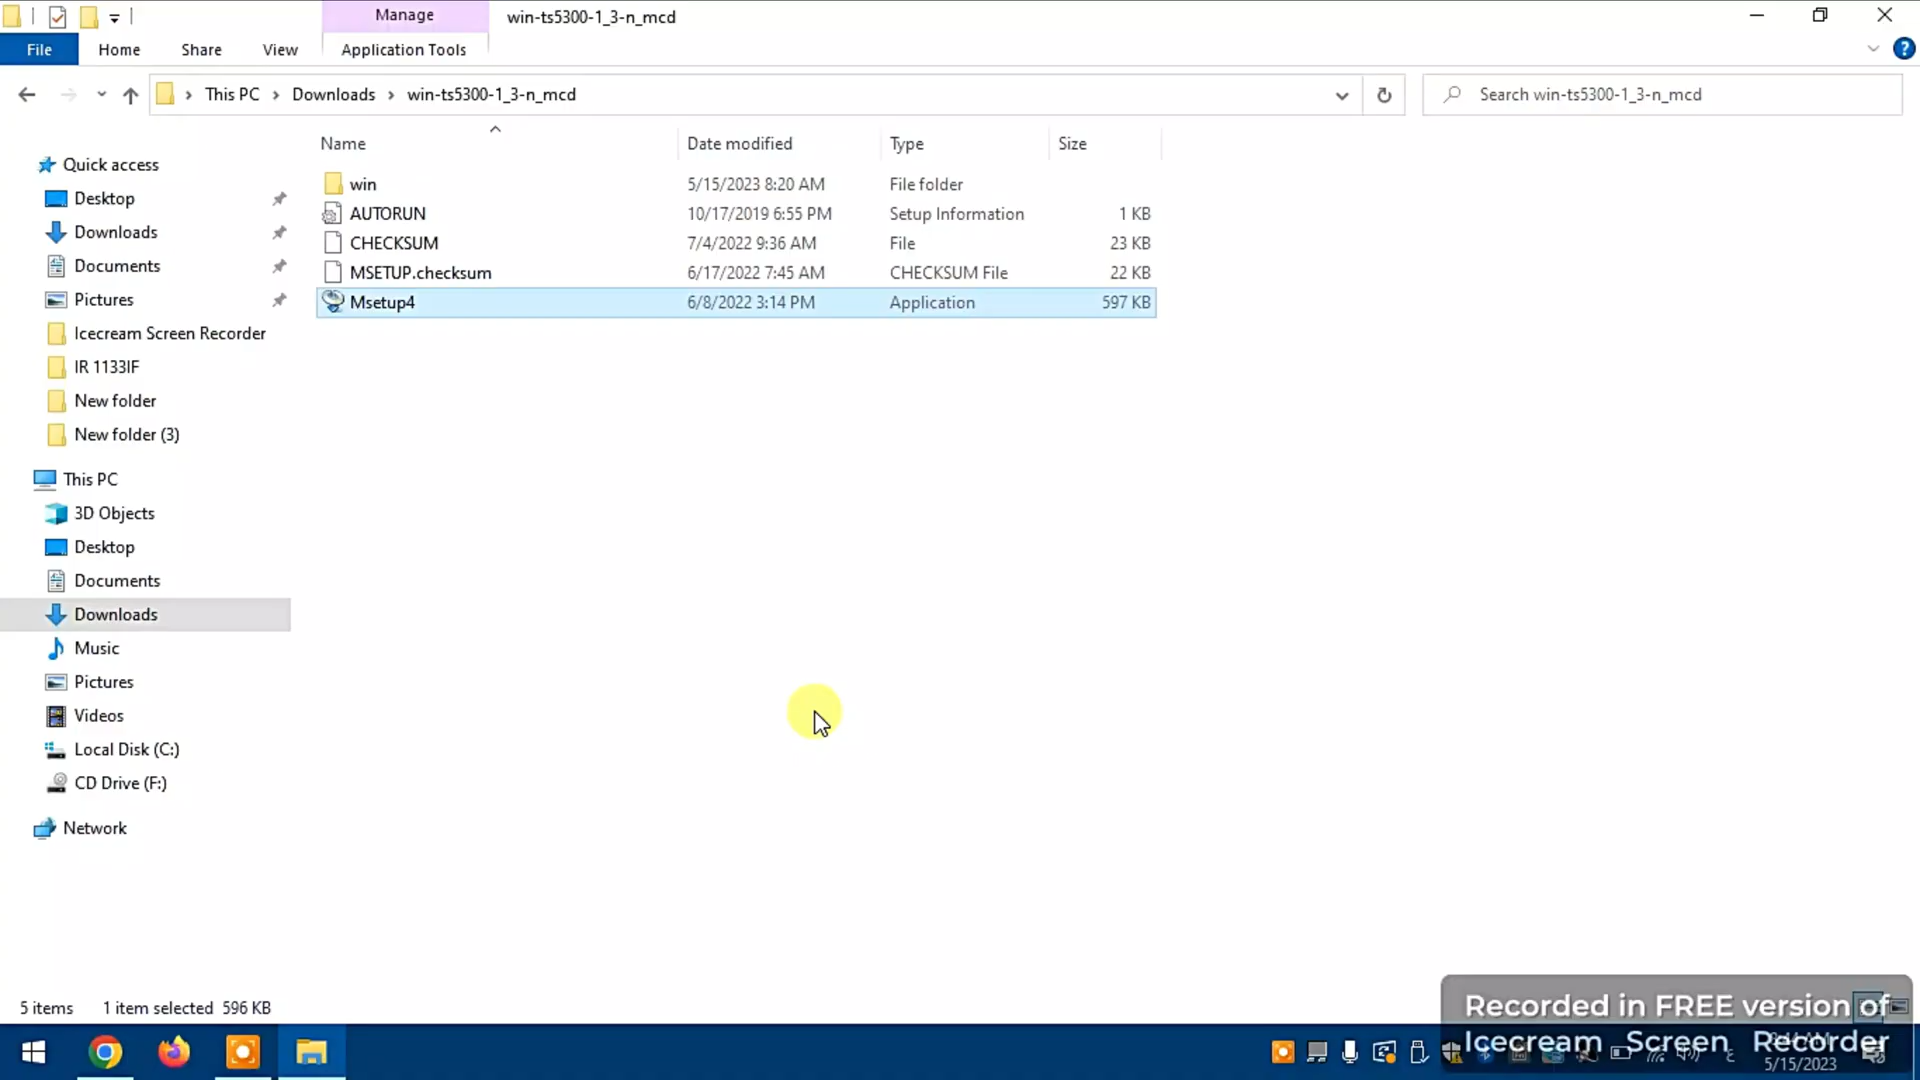 Manage
win-ts5300-1_3-n_mcd
File
Home
Share
View
Application Tools
This PC
Downloads
win-ts5300-1_3-n_mcd
Search win-ts5300-1_3-n_mcd
Name
Date modified
Type
Size
win
5/15/2023 8:20 AM
File folder
AUTORUN
10/17/2019 6:55 PM
Setup Information
1 KB
CHECKSUM
7/4/2022 9:36 AM
File
23 KB
MSETUP.checksum
6/17/2022 7:45 AM
CHECKSUM File
22 KB
Msetup4
6/8/2022 3:14 PM
Application
597 KB
Quick access
Desktop
Downloads
Documents
Pictures
Icecream Screen Recorder
IR 1133IF
New folder
New folder (3)
This PC
3D Objects
Desktop
Documents
Downloads
Music
Pictures
Videos
Local Disk (C:)
CD Drive (F:)
Network
5 items
1 item selected
596 KB
Recorded in FREE version of
Icecream Screen Recorder
5/15/2023